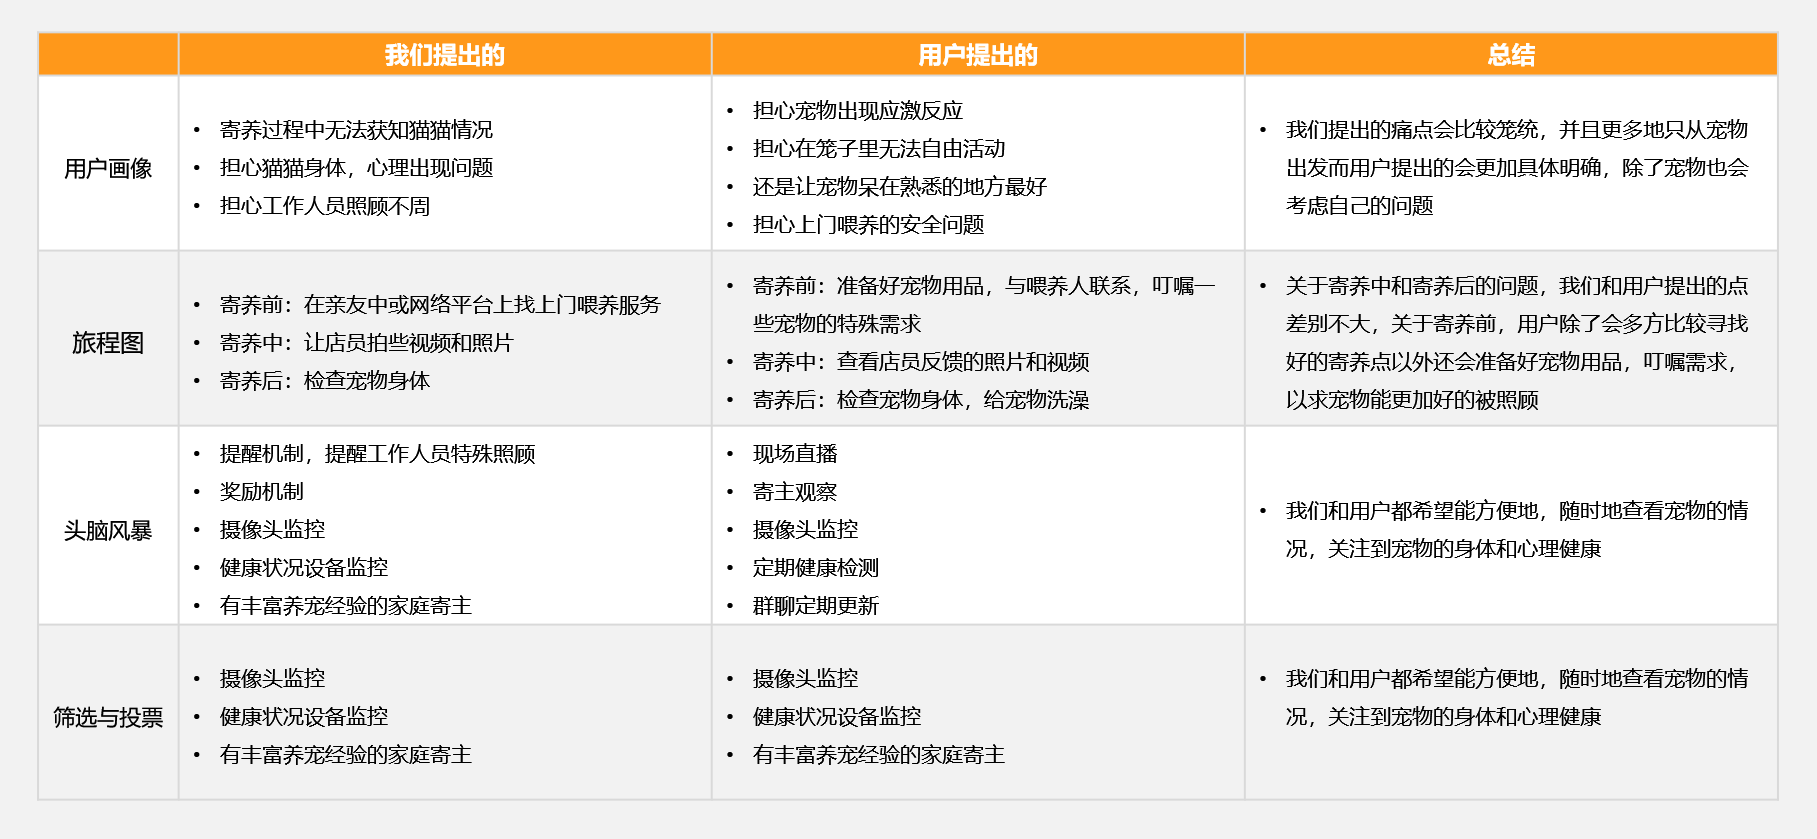 我们提出的
用户提出的
总结
用户画像
• 寄养过程中无法获知猫猫情况
• 担心猫猫身体，心理出现问题
• 担心工作人员照顾不周
• 担心宠物出现应激反应
• 担心在笼子里无法自由活动
• 还是让宠物呆在熟悉的地方最好
• 担心上门喂养的安全问题
• 我们提出的痛点会比较笼统，并且更多地只从宠物
出发而用户提出的会更加具体明确，除了宠物也会
考虑自己的问题
旅程图
• 寄养前：在亲友中或网络平台上找上门喂养服务
• 寄养中：让店员拍些视频和照片
• 寄养后：检查宠物身体
• 寄养前：准备好宠物用品，与喂养人联系，叮嘱一
些宠物的特殊需求
• 寄养中：查看店员反馈的照片和视频
• 寄养后：检查宠物身体，给宠物洗澡
• 关于寄养中和寄养后的问题，我们和用户提出的点
差别不大，关于寄养前，用户除了会多方比较寻找
好的寄养点以外还会准备好宠物用品，叮嘱需求，
以求宠物能更加好的被照顾
头脑风暴
• 提醒机制，提醒工作人员特殊照顾
• 奖励机制
• 摄像头监控
• 健康状况设备监控
• 有丰富养宠经验的家庭寄主
• 现场直播
• 寄主观察
• 摄像头监控
• 定期健康检测
• 群聊定期更新
• 我们和用户都希望能方便地，随时地查看宠物的情
况，关注到宠物的身体和心理健康
筛选与投票
• 摄像头监控
• 健康状况设备监控
• 有丰富养宠经验的家庭寄主
• 摄像头监控
• 健康状况设备监控
• 有丰富养宠经验的家庭寄主
• 我们和用户都希望能方便地，随时地查看宠物的情
况，关注到宠物的身体和心理健康